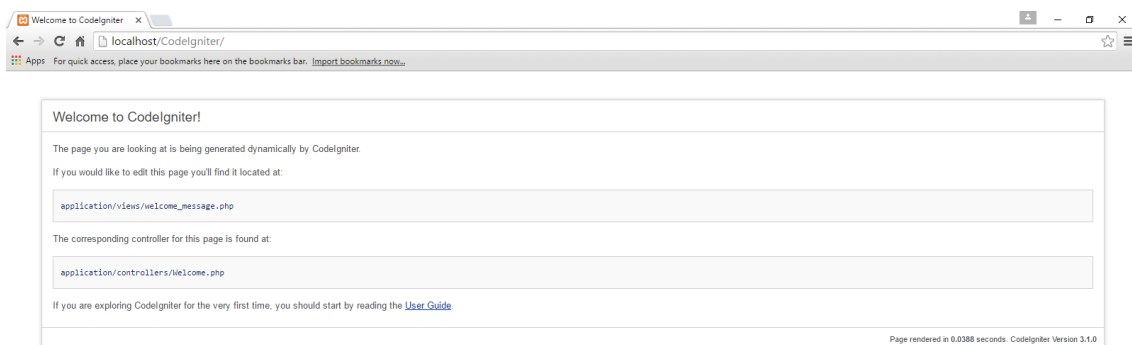 Welcome to CodeIgniter
localhost/CodeIgniter/
Apps For quick access, place your bookmarks here on the bookmarks bar. Import bookmarks now...
Welcome to CodeIgniter!
The page you are looking at is being generated dynamically by CodeIgniter.
If you would like to edit this page you'll find it located at:
application/views/welcome_message.php
The corresponding controller for this page is found at:
application/controllers/Welcome.php
If you are exploring CodeIgniter for the very first time, you should start by reading the User Guide.
Page rendered in 0.0388 seconds. CodeIgniter Version 3.1.0